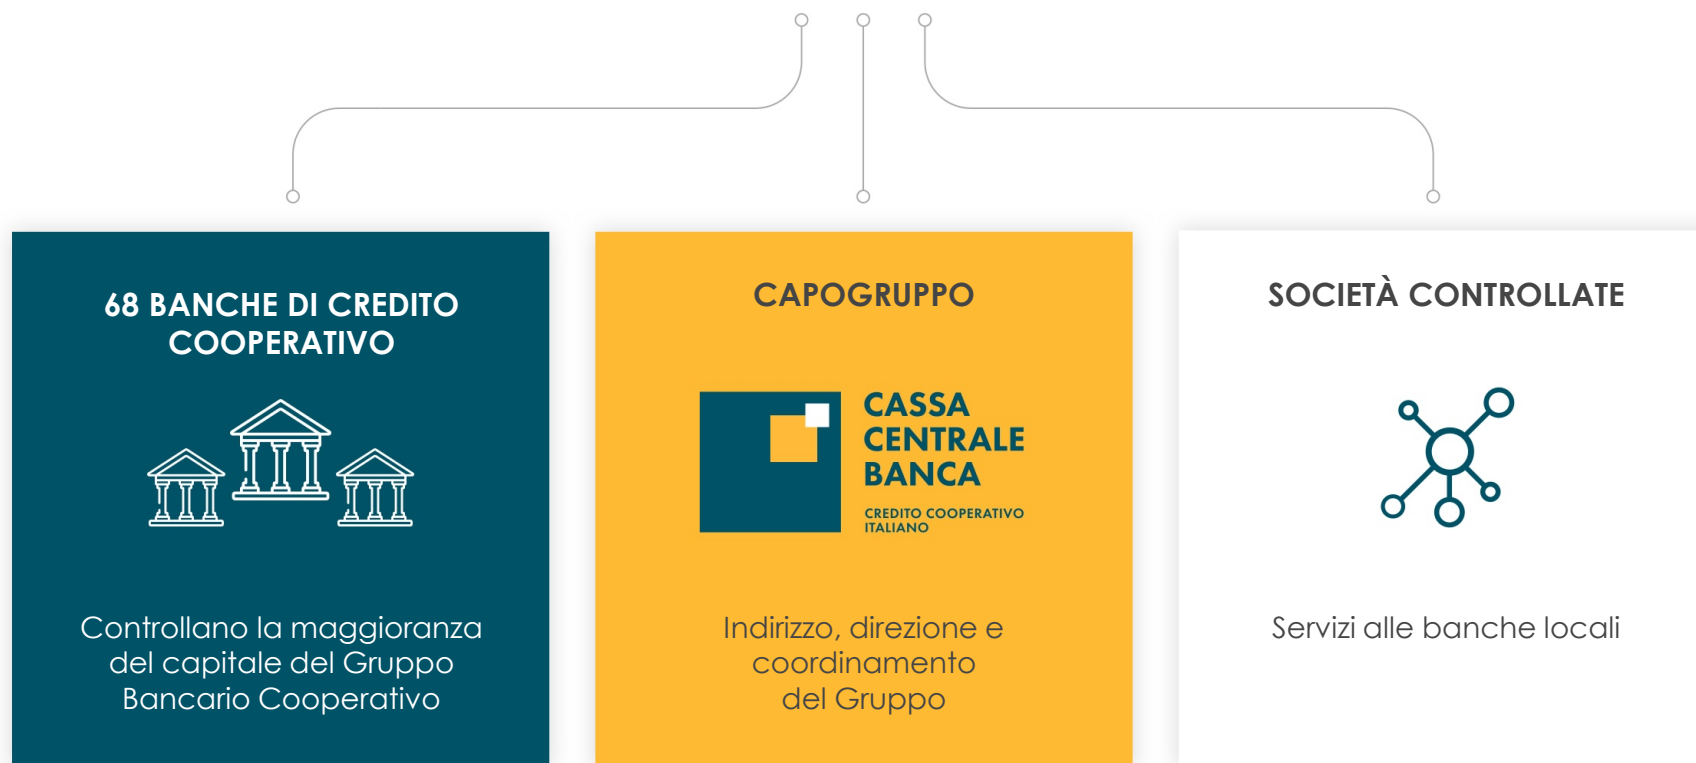 68 BANCHE DI CREDITO
COOPERATIVO
Controllano la maggioranza
del capitale del Gruppo
Bancario Cooperativo
CAPOGRUPPO
CASSA
CENTRALE
BANCA
CREDITO COOPERATIVO
ITALIANO
Indirizzo, direzione e
coordinamento
del Gruppo
SOCIETÀ CONTROLLATE
Servizi alle banche locali